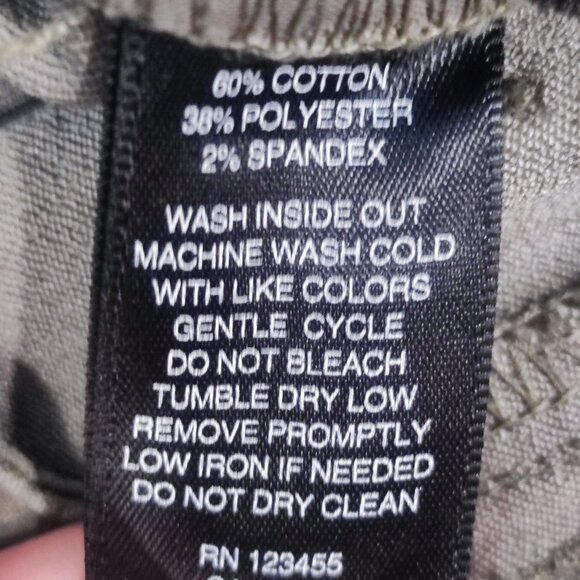 60% COTTON
38% POLYESTER
2% SPANDEX
WASH INSIDE OUT
MACHINE WASH COLD
WITH LIKE COLORS
GENTLE CYCLE
DO NOT BLEACH
TUMBLE DRY LOW
REMOVE PROMPTLY
LOW IRON IF NEEDED
DO NOT DRY CLEAN
RN 123455